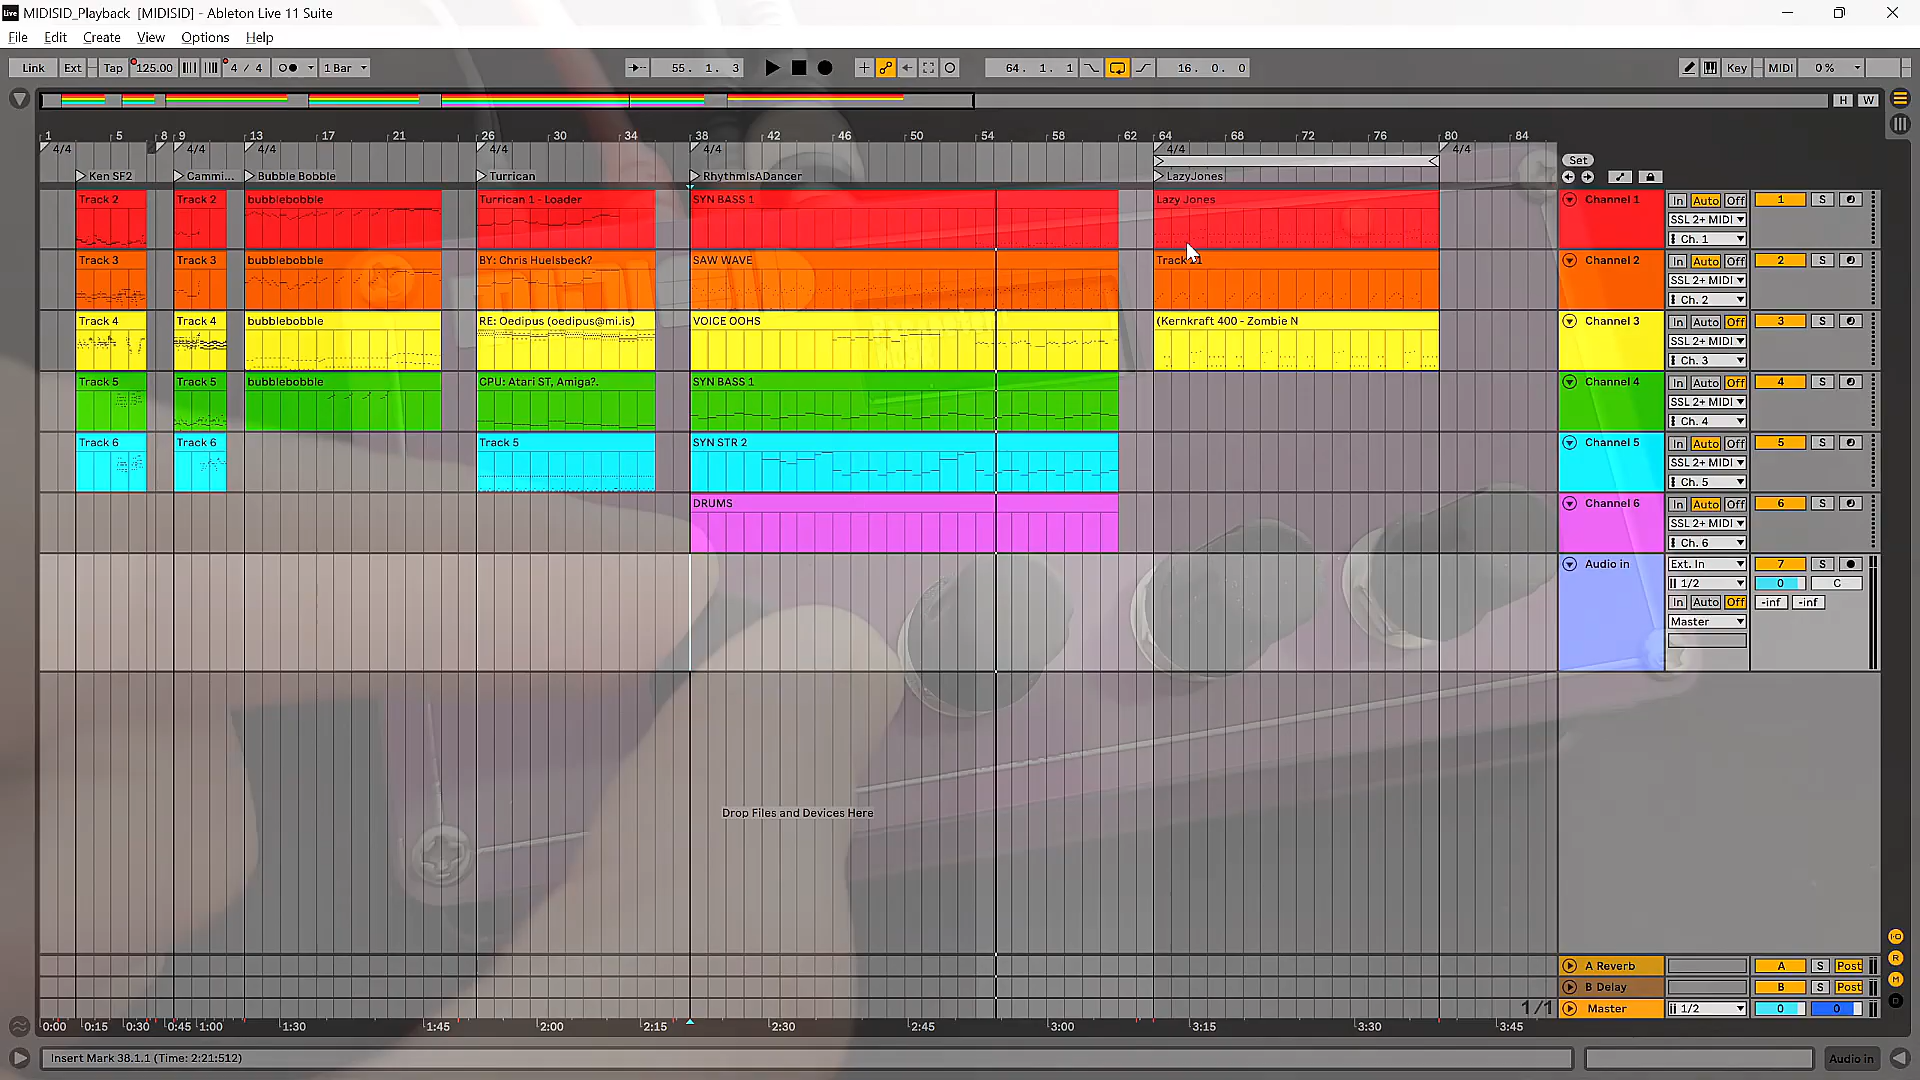 Live MIDISID_Playback [MIDISID] - Ableton Live 11 Suite
File Edit Create View Options Help
Link Ext Tap 125.00 4 / 4 1 Bar 55. 1. 3 64. 1. 1 16. 0. 0 Key MIDI 0 %
H W
1 5 8 9 13 17 21 26 30 34 38 42 46 50 54 58 62 64 68 72 76 80 84
4/4 4/4 4/4 4/4 4/4 4/4 4/4
Set
Ken SF2 Cammi... Bubble Bobble Turrican RhythmIsADancer LazyJones
Track 2 Track 2 bubblebobble Turrican 1 - Loader SYN BASS 1 Lazy Jones Channel 1 In Auto Off 1 S
SSL 2+ MIDI
Ch. 1
Track 3 Track 3 bubblebobble BY: Chris Huelsbeck? SAW WAVE Channel 2 In Auto Off 2 S
SSL 2+ MIDI
Ch. 2
Track 4 Track 4 bubblebobble RE: Oedipus (oedipus@mi.is) VOICE OOHS (Kernkraft 400 - Zombie N Channel 3 In Auto Off 3 S
SSL 2+ MIDI
Ch. 3
Track 5 Track 5 bubblebobble CPU: Atari ST, Amiga?. SYN BASS 1 Channel 4 In Auto Off 4 S
SSL 2+ MIDI
Ch. 4
Track 6 Track 6 Track 5 SYN STR 2 Channel 5 In Auto Off 5 S
SSL 2+ MIDI
Ch. 5
DRUMS Channel 6 In Auto Off 6 S
SSL 2+ MIDI
Ch. 6
Audio in Ext. In 7 S
1/2 0 C
In Auto Off -inf -inf
Master
Drop Files and Devices Here
A Reverb A S Post
B Delay B S Post
1/1 Master 1/2 0 0
0:00 0:15 0:30 0:45 1:00 1:30 1:45 2:00 2:15 2:30 2:45 3:00 3:15 3:30 3:45
I·O
R
M
D
Insert Mark 38.1.1 (Time: 2:21:512) Audio in